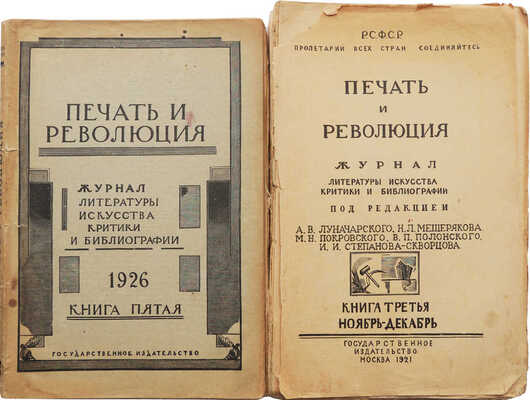 ПЕЧАТЬ И
РЕВОЛЮЦИЯ
ЖУРНАЛ
ЛИТЕРАТУРЫ
ИСКУССТВА
КРИТИКИ
И БИБЛИОГРАФИИ
1926
КНИГА ПЯТАЯ
ГОСУДАРСТВЕННОЕ ИЗДАТЕЛЬСТВО
Р.С.Ф.С.Р.
ПРОЛЕТАРИИ ВСЕХ СТРАН СОЕДИНЯЙТЕСЬ
ПЕЧАТЬ
И
РЕВОЛЮЦИЯ
ЖУРНАЛ
ЛИТЕРАТУРЫ ИСКУССТВА
КРИТИКИ И БИБЛИОГРАФИИ
ПОД РЕДАКЦИЕЙ
А. В. ЛУНАЧАРСКОГО, Н. Л. МЕЩЕРЯКОВА,
М. Н. ПОКРОВСКОГО, В. П. ПОЛОНСКОГО,
И. И. СТЕПАНОВА-СКВОРЦОВА
КНИГА ТРЕТЬЯ
НОЯБРЬ-ДЕКАБРЬ
ГОСУДАРСТВЕННОЕ
ИЗДАТЕЛЬСТВО
МОСКВА 1921